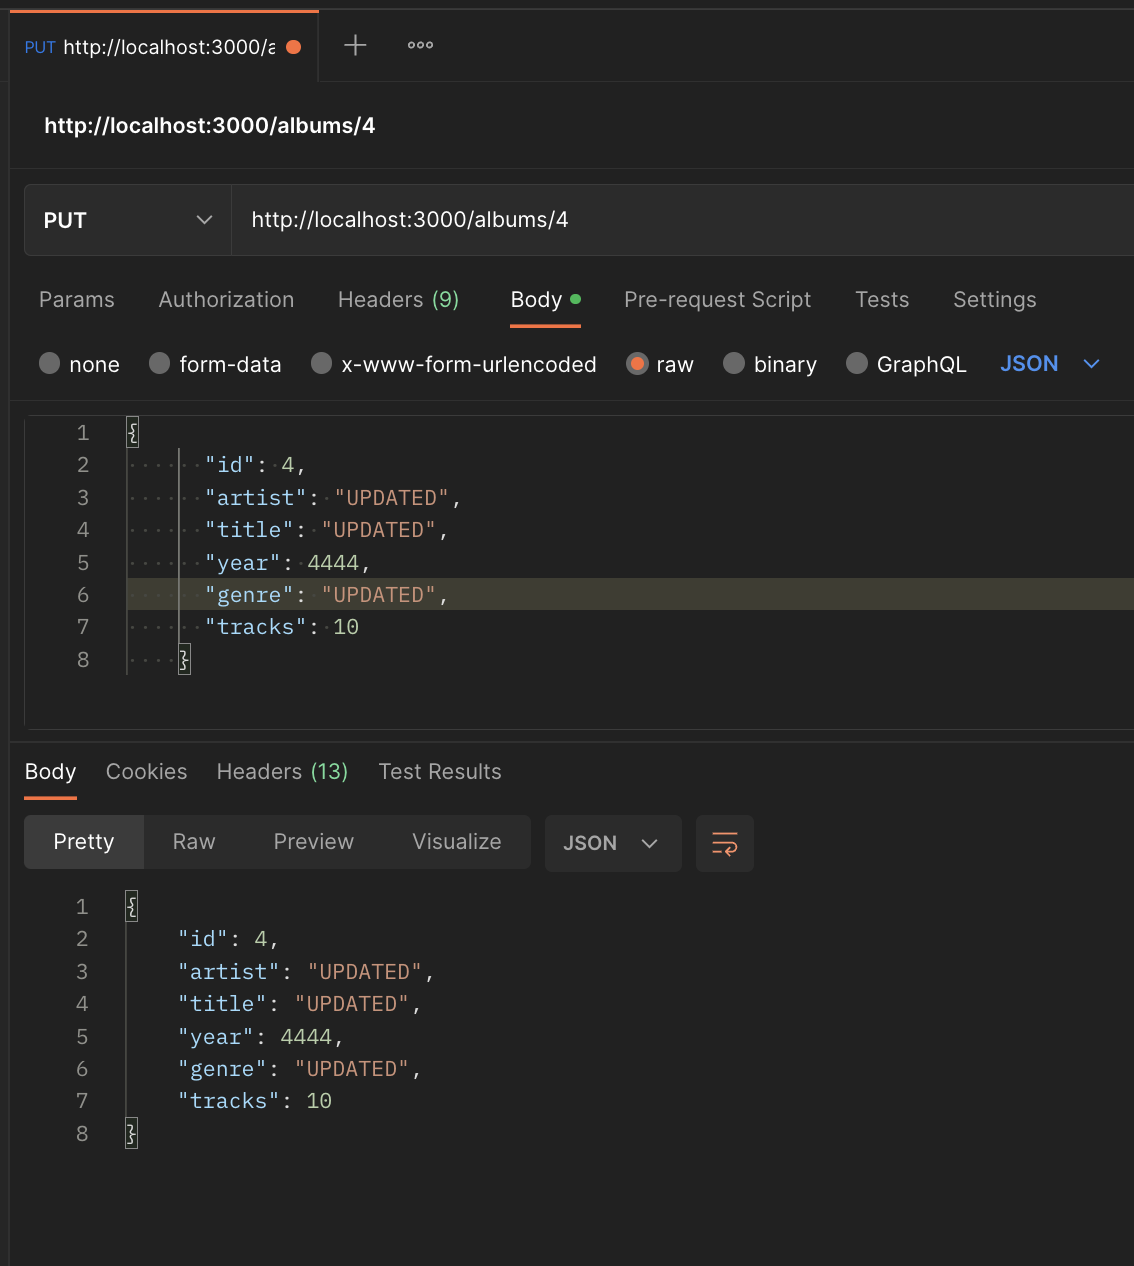 PUT http://localhost:3000/a
http://localhost:3000/albums/4
PUT http://localhost:3000/albums/4
Params Authorization Headers (9) Body Pre-request Script Tests Settings
none form-data x-www-form-urlencoded raw binary GraphQL JSON
1 {
2 "id": 4,
3 "artist": "UPDATED",
4 "title": "UPDATED",
5 "year": 4444,
6 "genre": "UPDATED",
7 "tracks": 10
8 }
Body Cookies Headers (13) Test Results
Pretty Raw Preview Visualize JSON
1 {
2 "id": 4,
3 "artist": "UPDATED",
4 "title": "UPDATED",
5 "year": 4444,
6 "genre": "UPDATED",
7 "tracks": 10
8 }